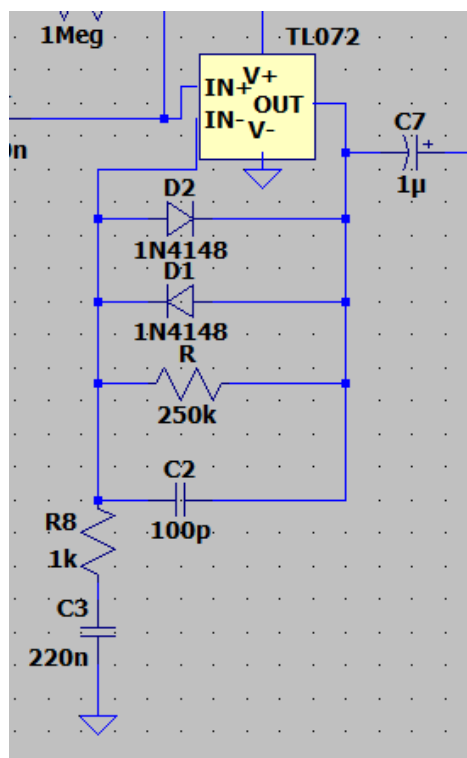 1Meg
TL072
IN+
V+
OUT
IN-
V-
n
C7
+
1µ
D2
1N4148
D1
1N4148
R
250k
C2
100p
R8
1k
C3
220n